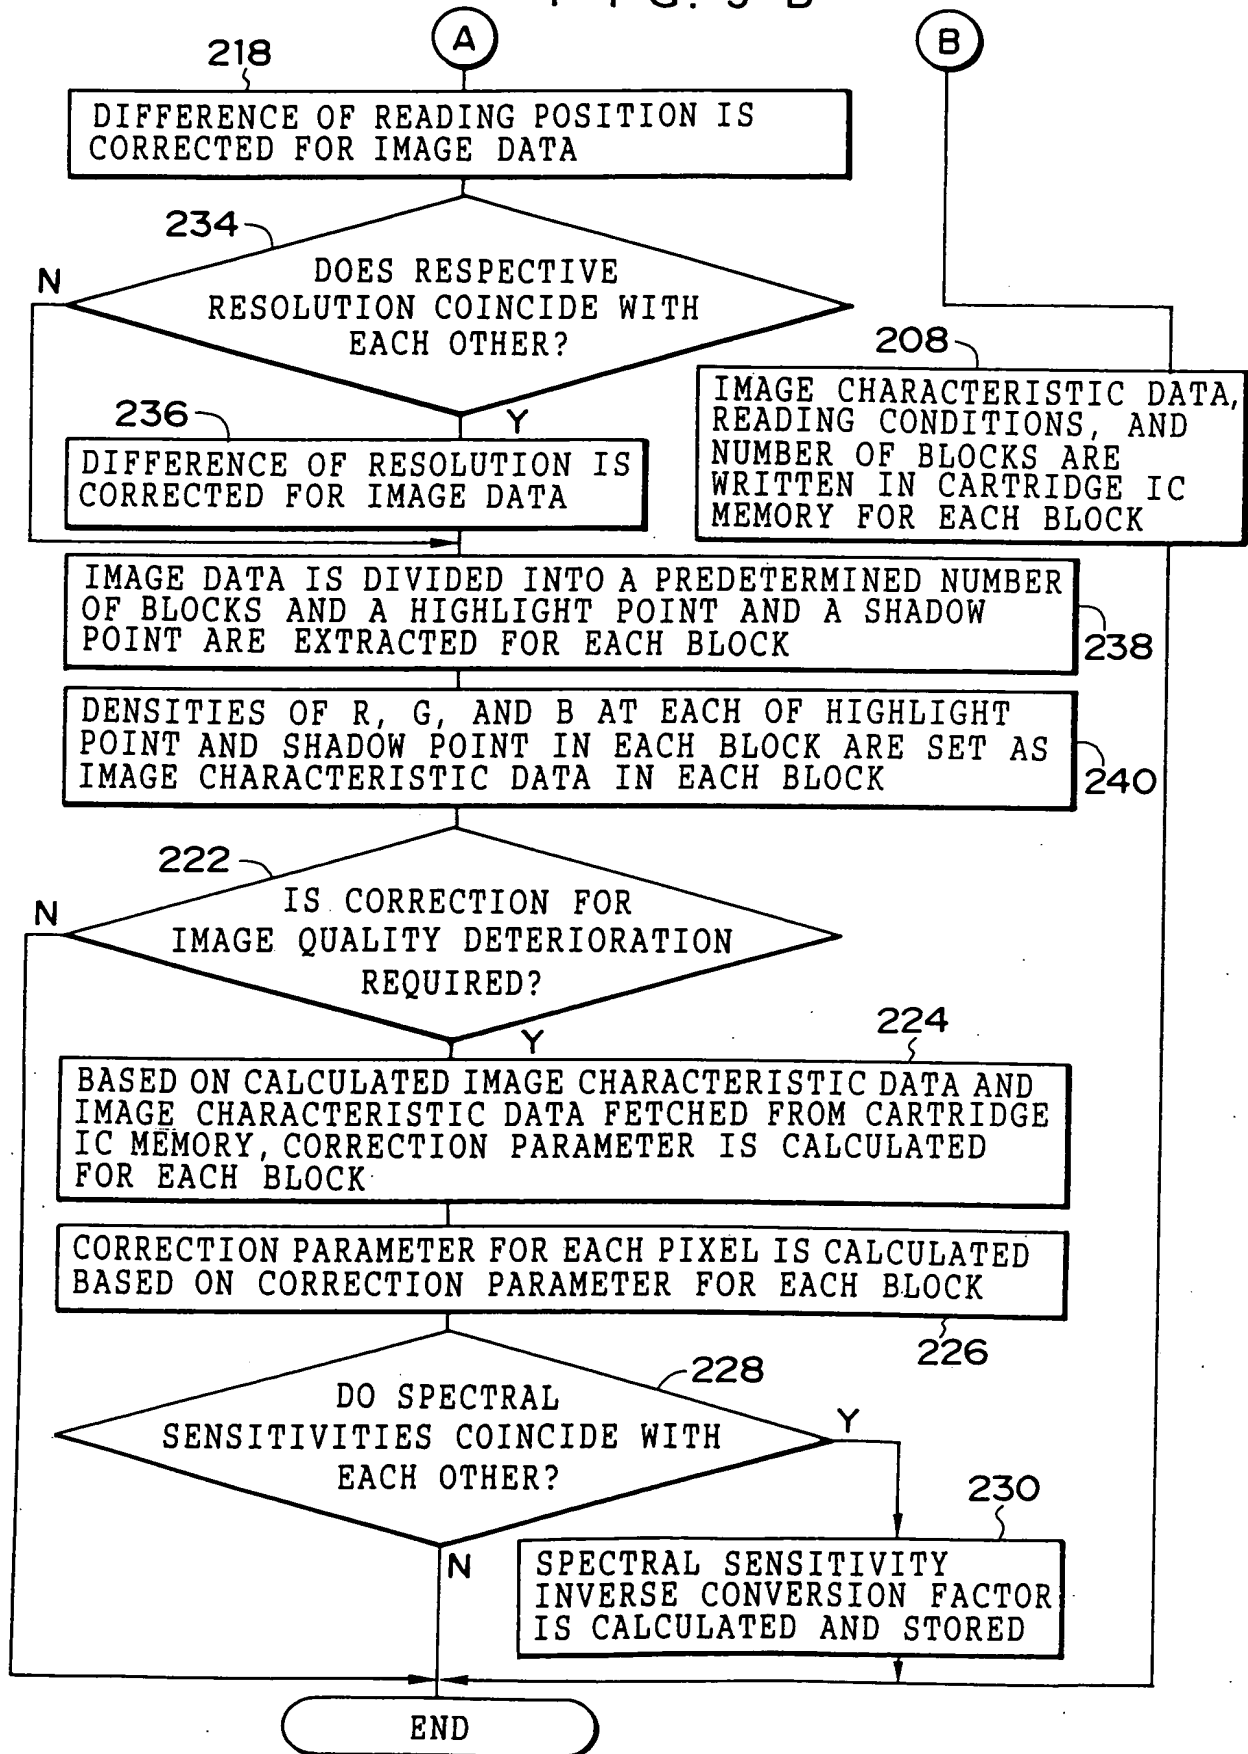 FIG. 5 B
A
B
218
DIFFERENCE OF READING POSITION IS
CORRECTED FOR IMAGE DATA
234
N
DOES RESPECTIVE
RESOLUTION COINCIDE WITH
EACH OTHER?
Y
208
IMAGE CHARACTERISTIC DATA,
READING CONDITIONS, AND
NUMBER OF BLOCKS ARE
WRITTEN IN CARTRIDGE IC
MEMORY FOR EACH BLOCK
236
DIFFERENCE OF RESOLUTION IS
CORRECTED FOR IMAGE DATA
IMAGE DATA IS DIVIDED INTO A PREDETERMINED NUMBER
OF BLOCKS AND A HIGHLIGHT POINT AND A SHADOW
POINT ARE EXTRACTED FOR EACH BLOCK
238
DENSITIES OF R, G, AND B AT EACH OF HIGHLIGHT
POINT AND SHADOW POINT IN EACH BLOCK ARE SET AS
IMAGE CHARACTERISTIC DATA IN EACH BLOCK
240
222
N
IS CORRECTION FOR
IMAGE QUALITY DETERIORATION
REQUIRED?
Y
224
BASED ON CALCULATED IMAGE CHARACTERISTIC DATA AND
IMAGE CHARACTERISTIC DATA FETCHED FROM CARTRIDGE
IC MEMORY, CORRECTION PARAMETER IS CALCULATED
FOR EACH BLOCK
CORRECTION PARAMETER FOR EACH PIXEL IS CALCULATED
BASED ON CORRECTION PARAMETER FOR EACH BLOCK
226
228
DO SPECTRAL
SENSITIVITIES COINCIDE WITH
EACH OTHER?
Y
N
230
SPECTRAL SENSITIVITY
INVERSE CONVERSION FACTOR
IS CALCULATED AND STORED
END